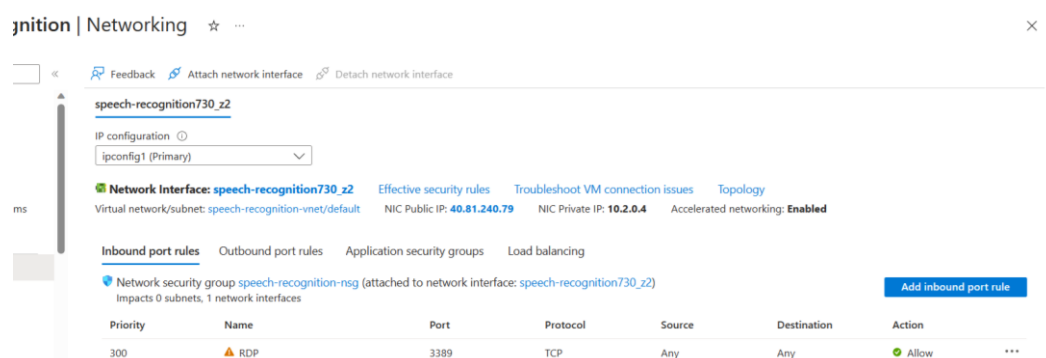 gnition | Networking
Feedback Attach network interface Detach network interface
speech-recognition730_z2
IP configuration
ipconfig1 (Primary)
Network Interface: speech-recognition730_z2 Effective security rules Troubleshoot VM connection issues Topology
ms Virtual network/subnet: speech-recognition-vnet/default NIC Public IP: 40.81.240.79 NIC Private IP: 10.2.0.4 Accelerated networking: Enabled
Inbound port rules Outbound port rules Application security groups Load balancing
Network security group speech-recognition-nsg (attached to network interface: speech-recognition730_z2) Add inbound port rule
Impacts 0 subnets, 1 network interfaces
Priority Name Port Protocol Source Destination Action
300 RDP 3389 TCP Any Any Allow